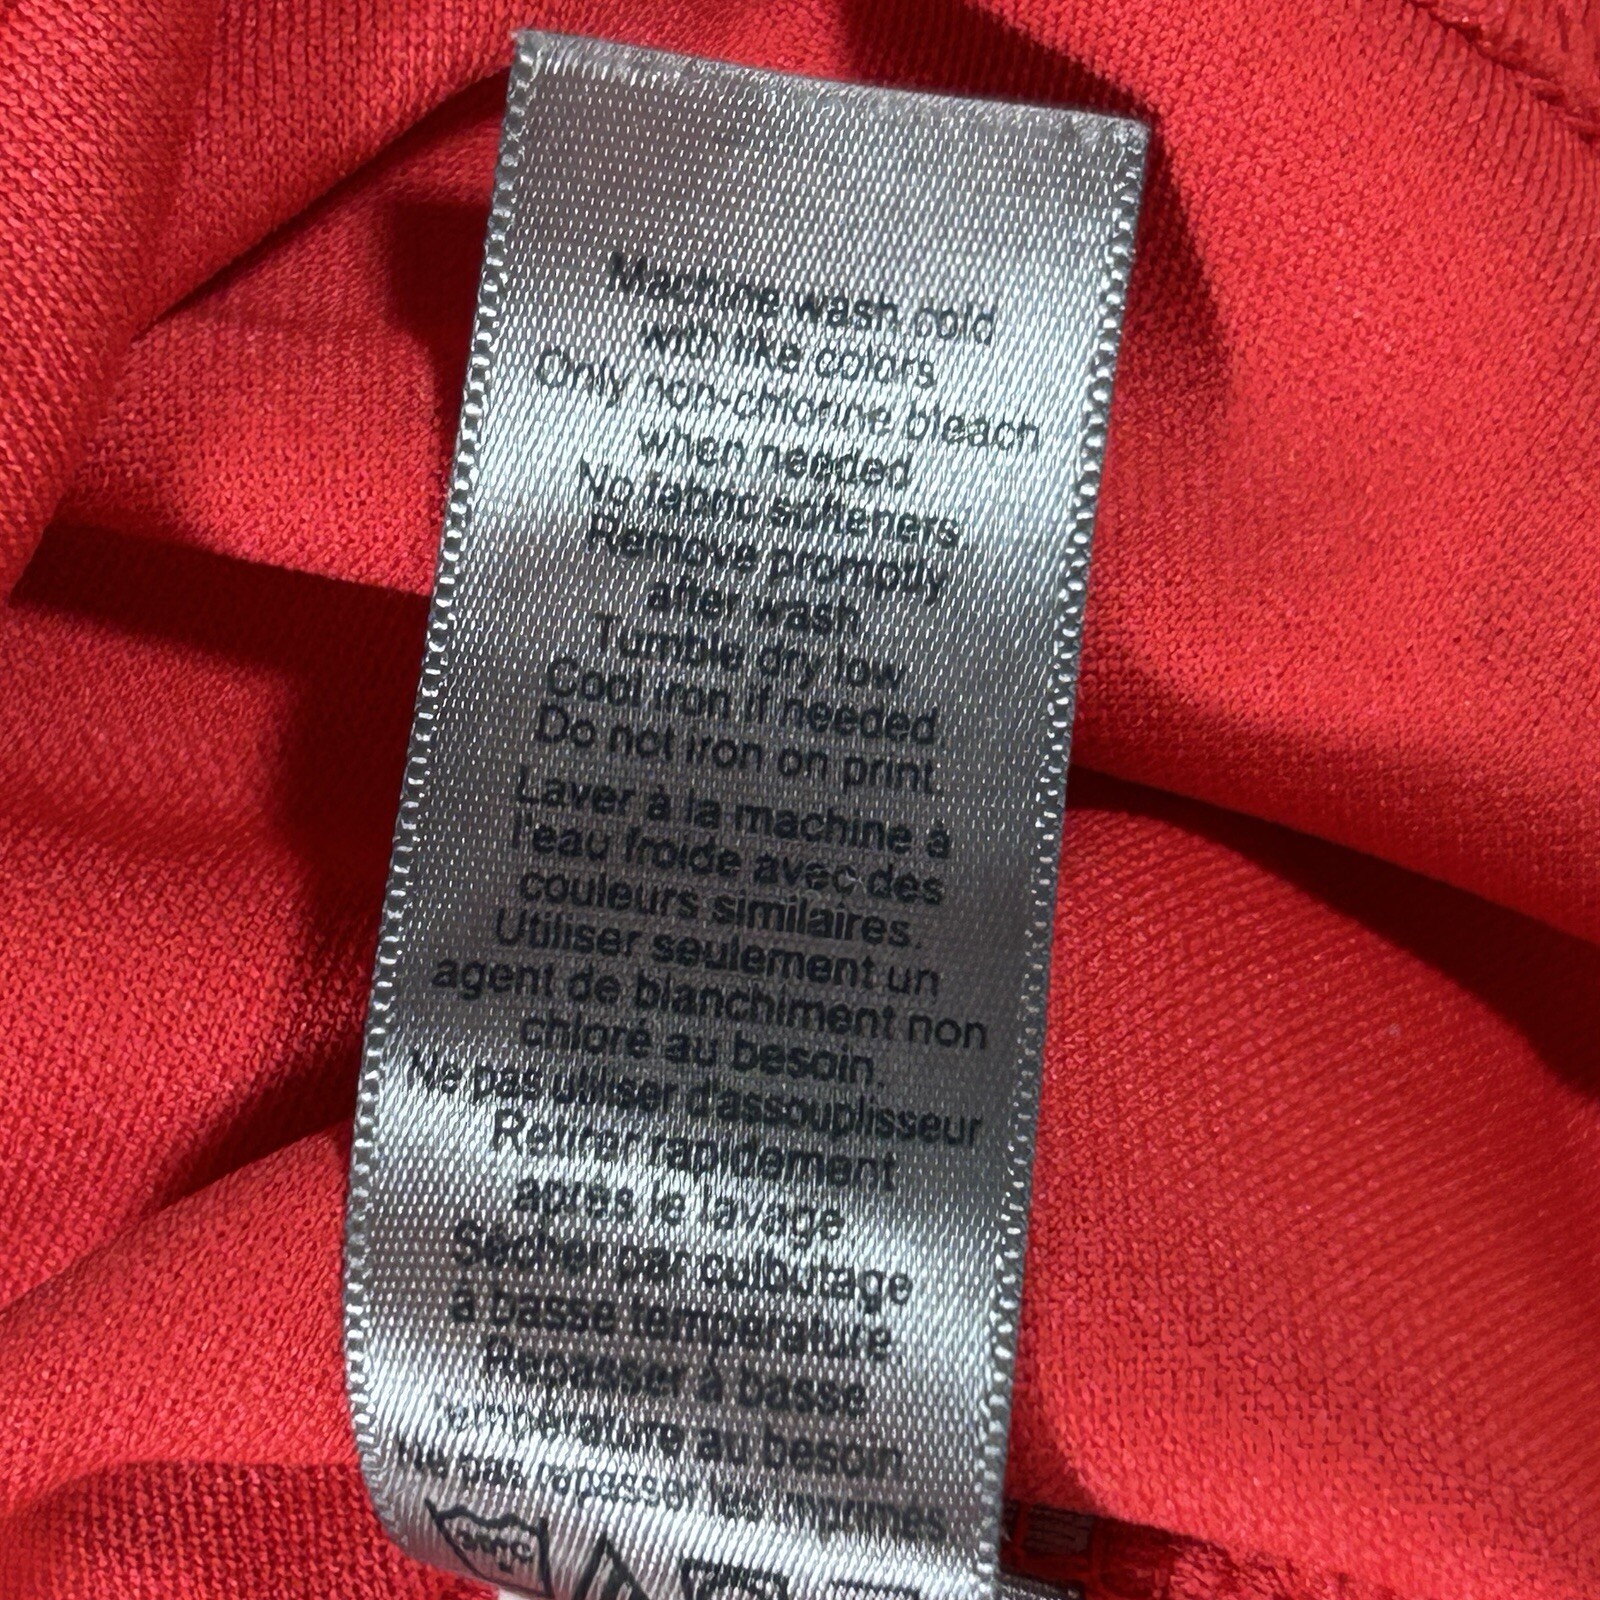 Machine wash cold
with like colors
Only non-chlorine bleach
when needed
No fabric softeners
Remove promptly
after wash
Tumble dry low
Cool iron if needed.
Do not iron on print.
Laver à la machine à
l'eau froide avec des
couleurs similaires.
Utiliser seulement un
agent de blanchiment non
chloré au besoin.
Ne pas utiliser d'assouplisseur
Retirer rapidement
après le lavage
Sécher par culbutage
à basse température
Repasser à basse
température au besoin
Ne pas repasser les imprimés